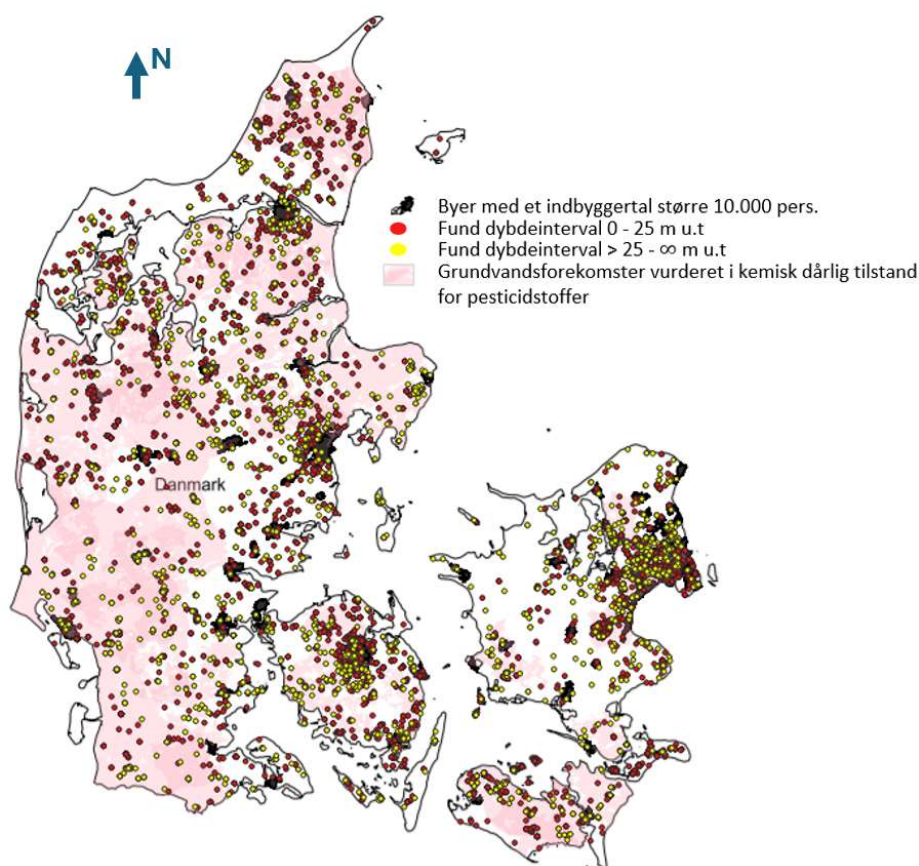 N
Byer med et indbyggertal større 10.000 pers.
Fund dybdeinterval 0 - 25 m u.t
Fund dybdeinterval > 25 - ∞ m u.t
Grundvandsforekomster vurderet i kemisk dårlig tilstand
for pesticidstoffer
Danmark